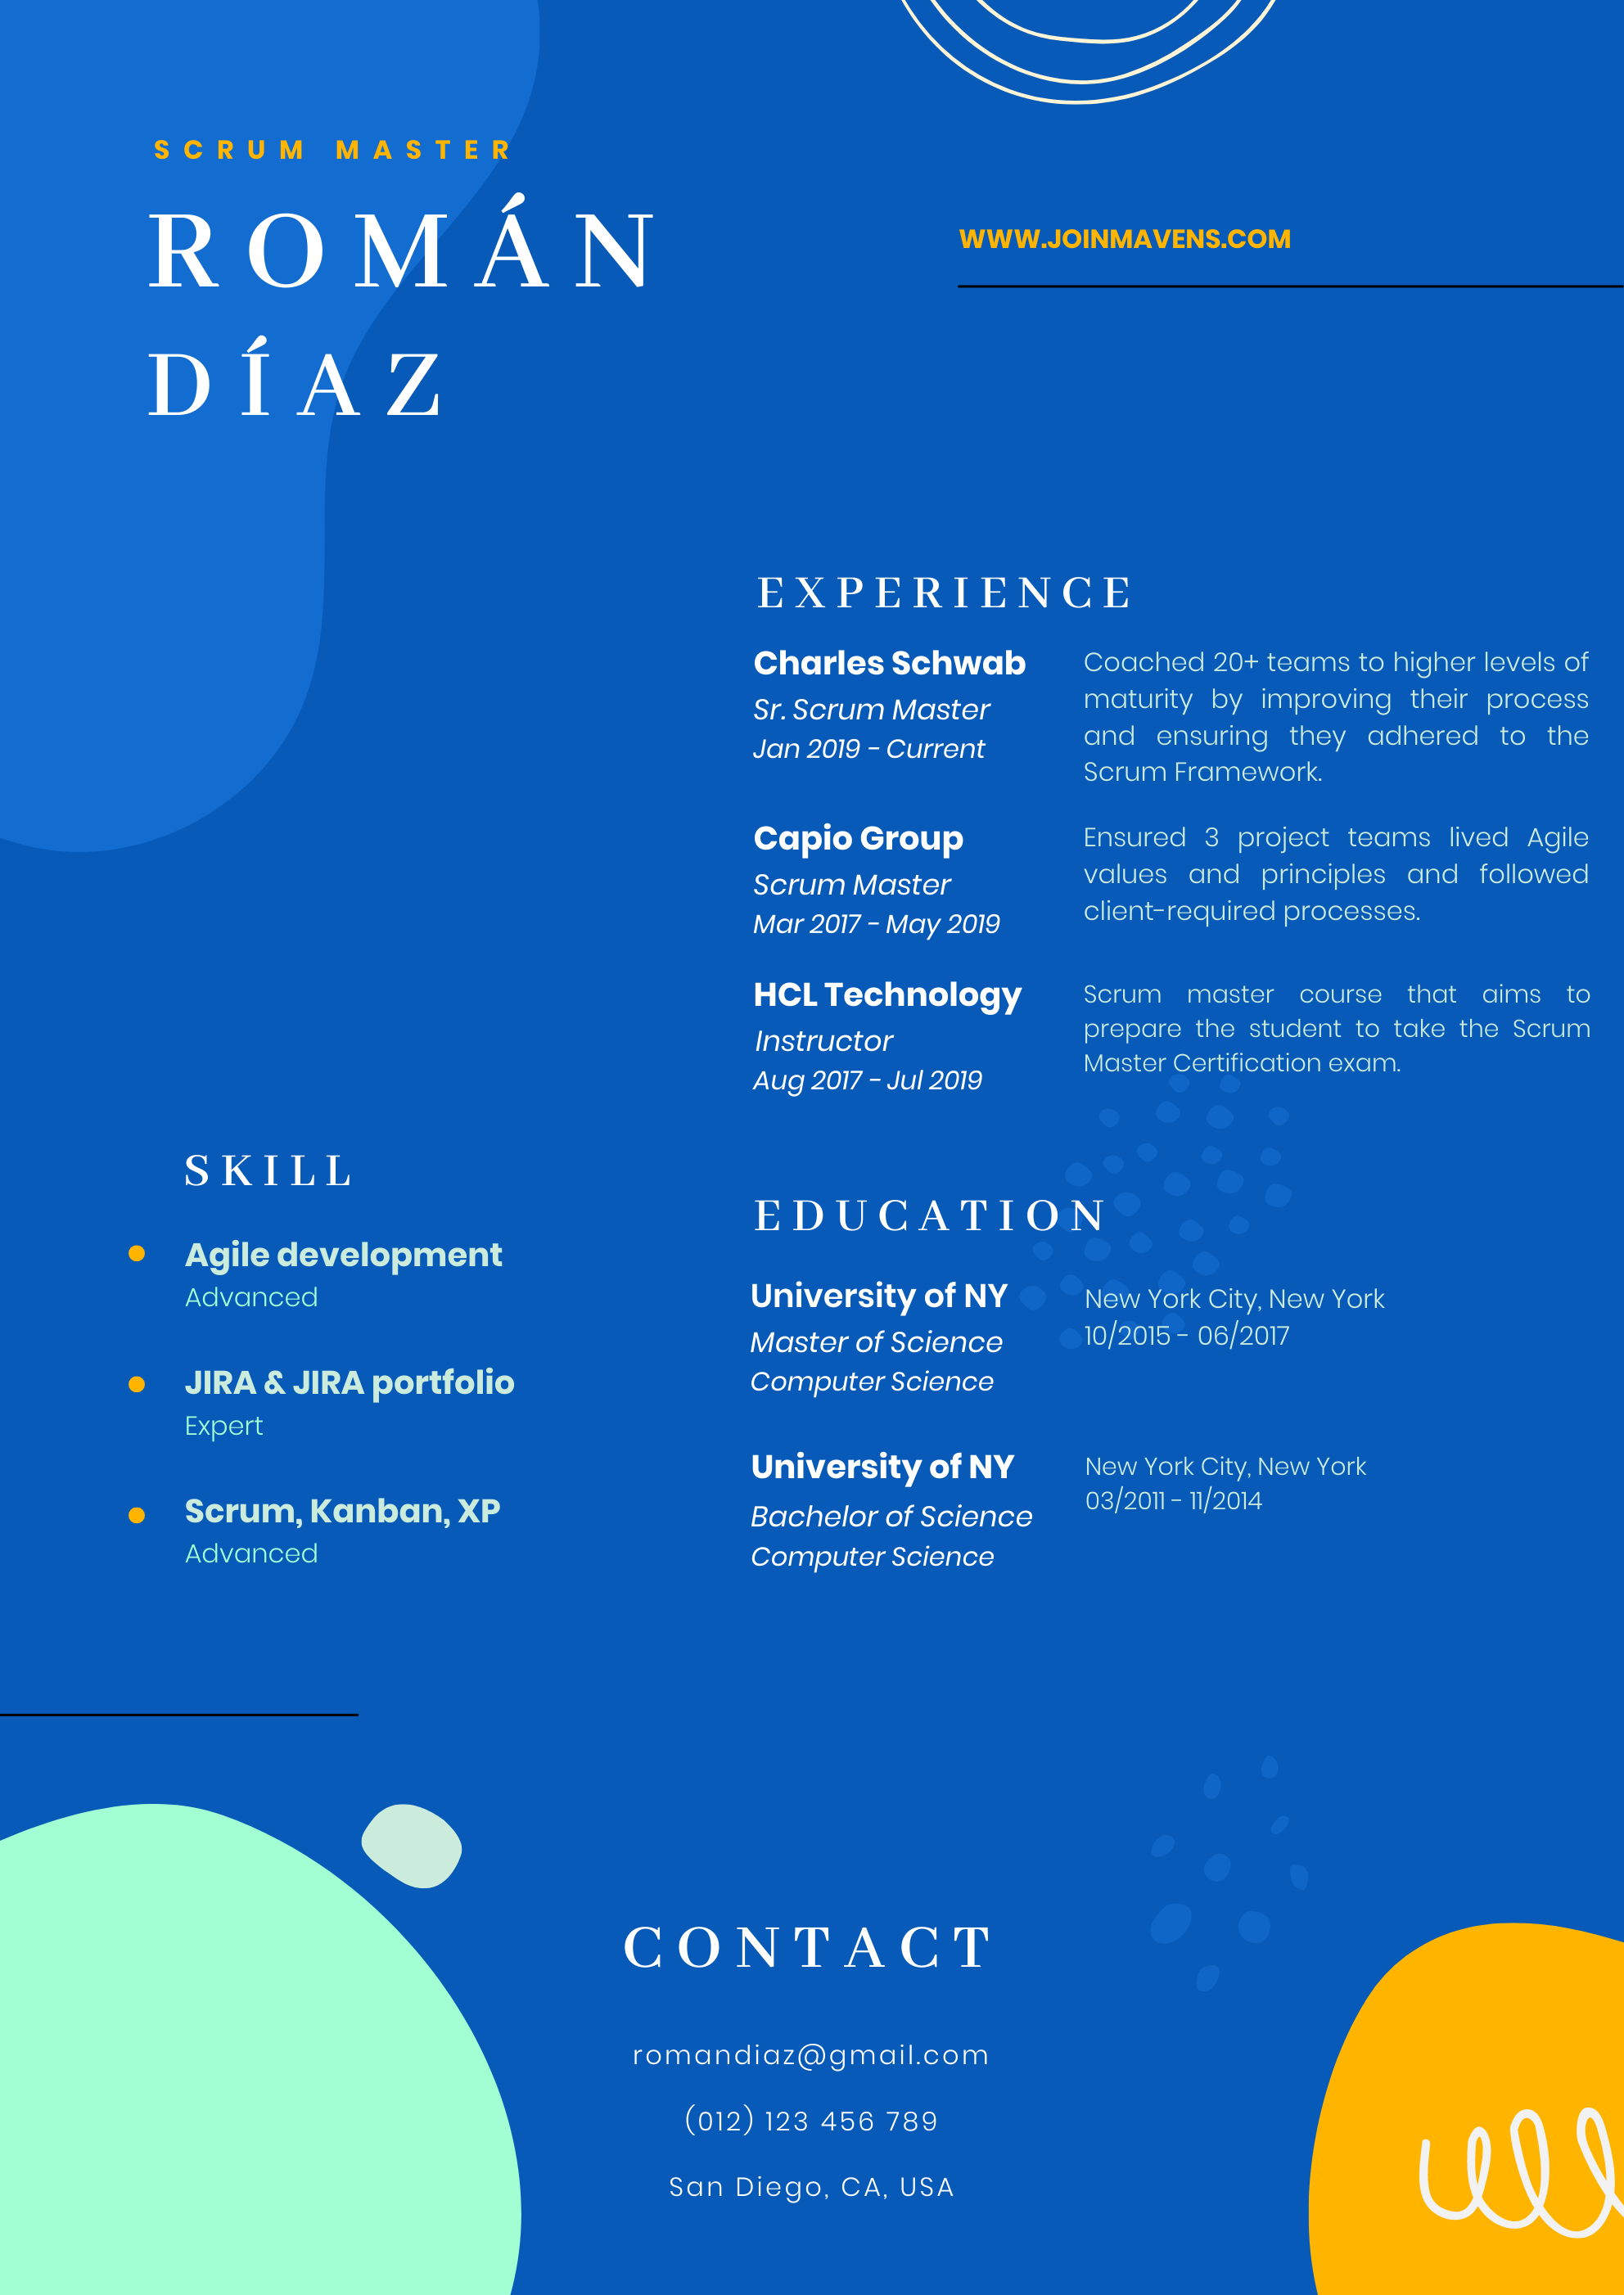 SCRUM MASTER
ROMÁN
DÍAZ
WWW.JOINMAVENS.COM
EXPERIENCE
Charles Schwab
Sr. Scrum Master
Jan 2019 - Current
Coached 20+ teams to higher levels of
maturity by improving their process
and ensuring they adhered to the
Scrum Framework.
Capio Group
Scrum Master
Mar 2017 - May 2019
Ensured 3 project teams lived Agile
values and principles and followed
client-required processes.
HCL Technology
Instructor
Aug 2017 - Jul 2019
Scrum master course that aims to
prepare the student to take the Scrum
Master Certification exam.
SKILL
Agile development
Advanced
JIRA & JIRA portfolio
Expert
Scrum, Kanban, XP
Advanced
EDUCATION
University of NY
Master of Science
Computer Science
New York City, New York
10/2015 - 06/2017
University of NY
Bachelor of Science
Computer Science
New York City, New York
03/2011 - 11/2014
CONTACT
romandiaz@gmail.com
(012) 123 456 789
San Diego, CA, USA